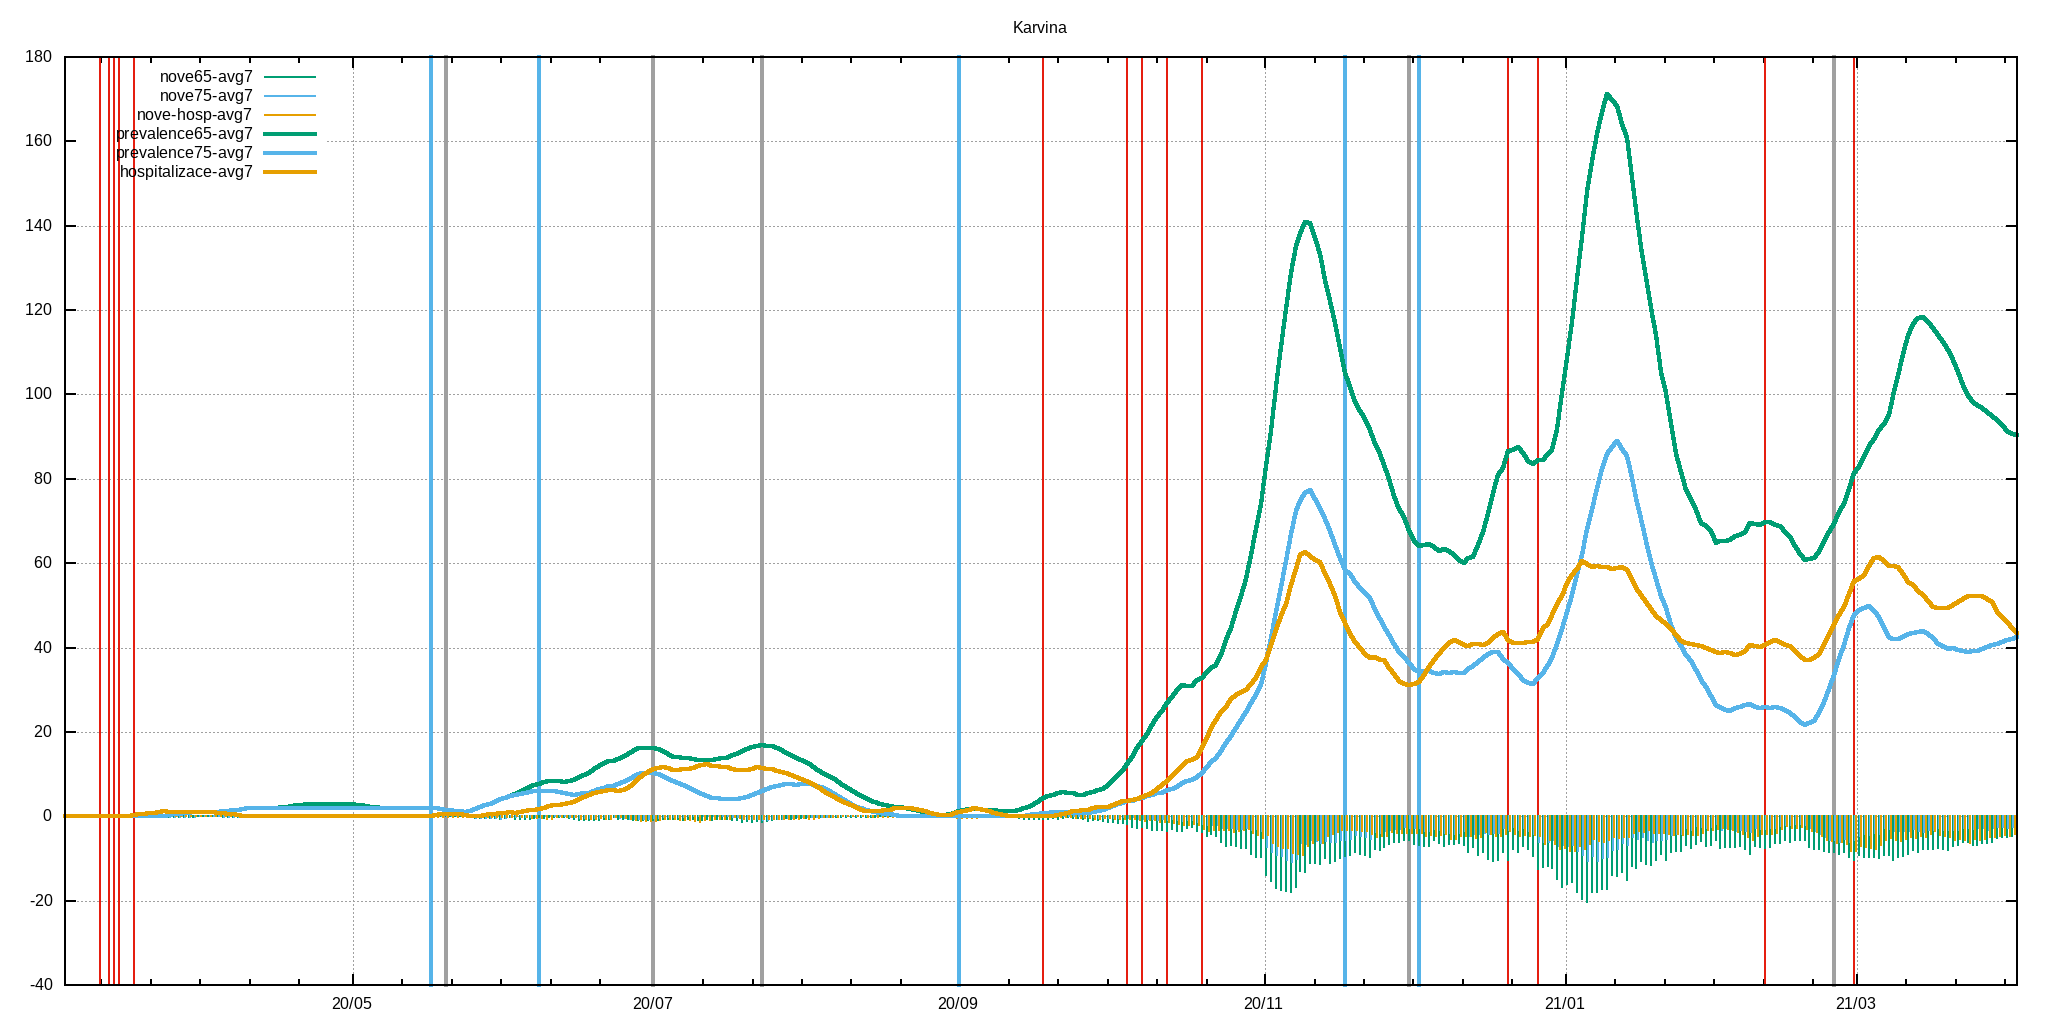 Karvina
nove65-avg7
nove75-avg7
nove-hosp-avg7
prevalence65-avg7
prevalence75-avg7
hospitalizace-avg7
180
160
140
120
100
80
60
40
20
0
-20
-40
20/05 20/07 20/09 20/11 21/01 21/03